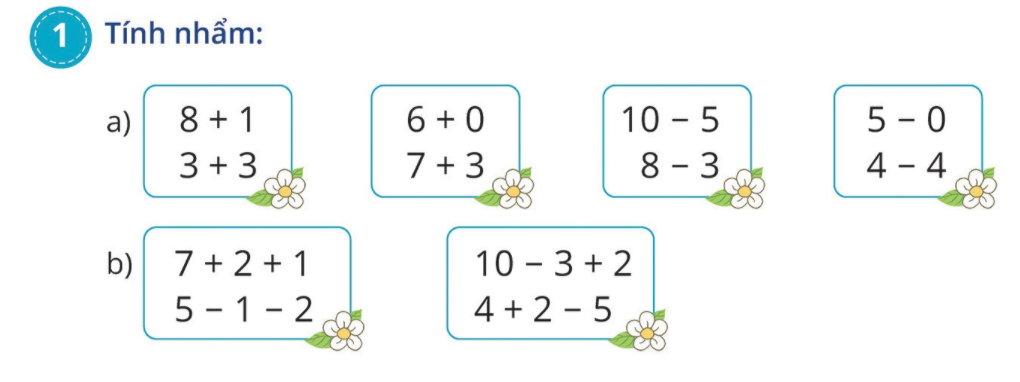 1 Tính nhẩm:
a)
8 + 1
3 + 3
6 + 0
7 + 3
10 – 5
8 – 3
5 – 0
4 – 4
b)
7 + 2 + 1
5 – 1 – 2
10 – 3 + 2
4 + 2 – 5